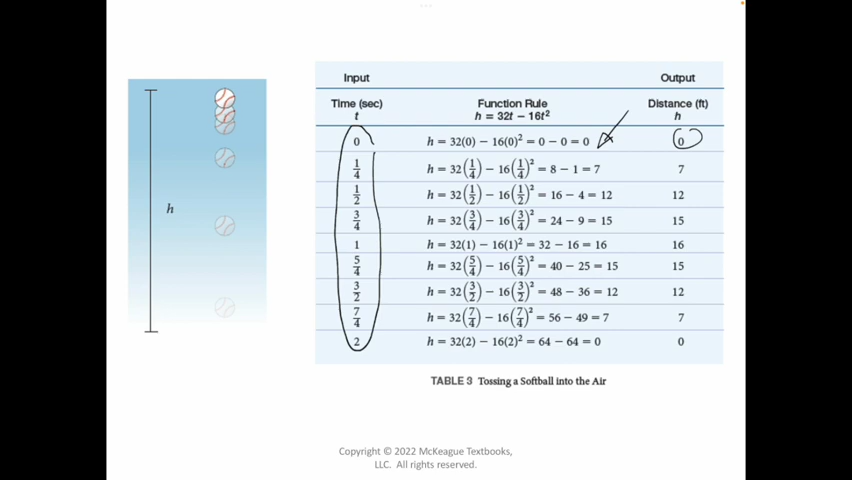 Input Output
Time (sec) Function Rule Distance (ft)
t h = 32t − 16t² h
0 h = 32(0) − 16(0)² = 0 − 0 = 0 0
1/4 h = 32(1/4) − 16(1/4)² = 8 − 1 = 7 7
1/2 h = 32(1/2) − 16(1/2)² = 16 − 4 = 12 12
3/4 h = 32(3/4) − 16(3/4)² = 24 − 9 = 15 15
h
1 h = 32(1) − 16(1)² = 32 − 16 = 16 16
5/4 h = 32(5/4) − 16(5/4)² = 40 − 25 = 15 15
3/2 h = 32(3/2) − 16(3/2)² = 48 − 36 = 12 12
7/4 h = 32(7/4) − 16(7/4)² = 56 − 49 = 7 7
2 h = 32(2) − 16(2)² = 64 − 64 = 0 0
TABLE 3 Tossing a Softball into the Air
Copyright © 2022 McKeague Textbooks,
LLC. All rights reserved.